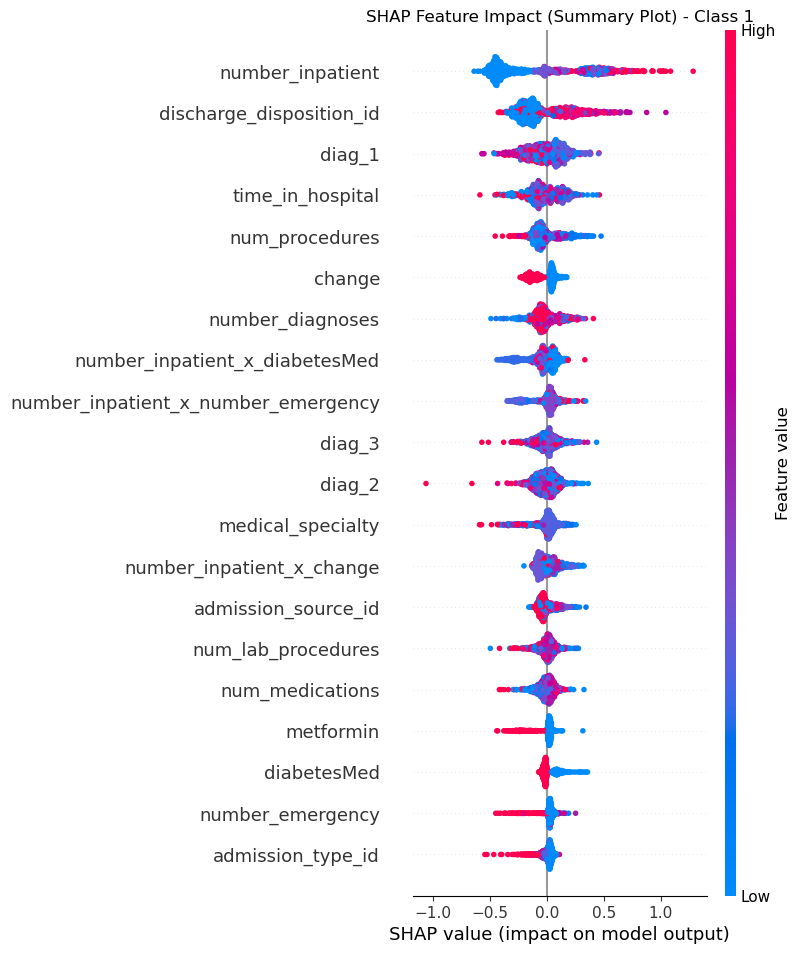 SHAP Feature Impact (Summary Plot) - Class 1
High
number_inpatient
discharge_disposition_id
diag_1
time_in_hospital
num_procedures
change
number_diagnoses
number_inpatient_x_diabetesMed
number_inpatient_x_number_emergency
diag_3
diag_2
medical_specialty
number_inpatient_x_change
admission_source_id
num_lab_procedures
num_medications
metformin
diabetesMed
number_emergency
admission_type_id
Feature value
Low
−1.0 −0.5 0.0 0.5 1.0
SHAP value (impact on model output)